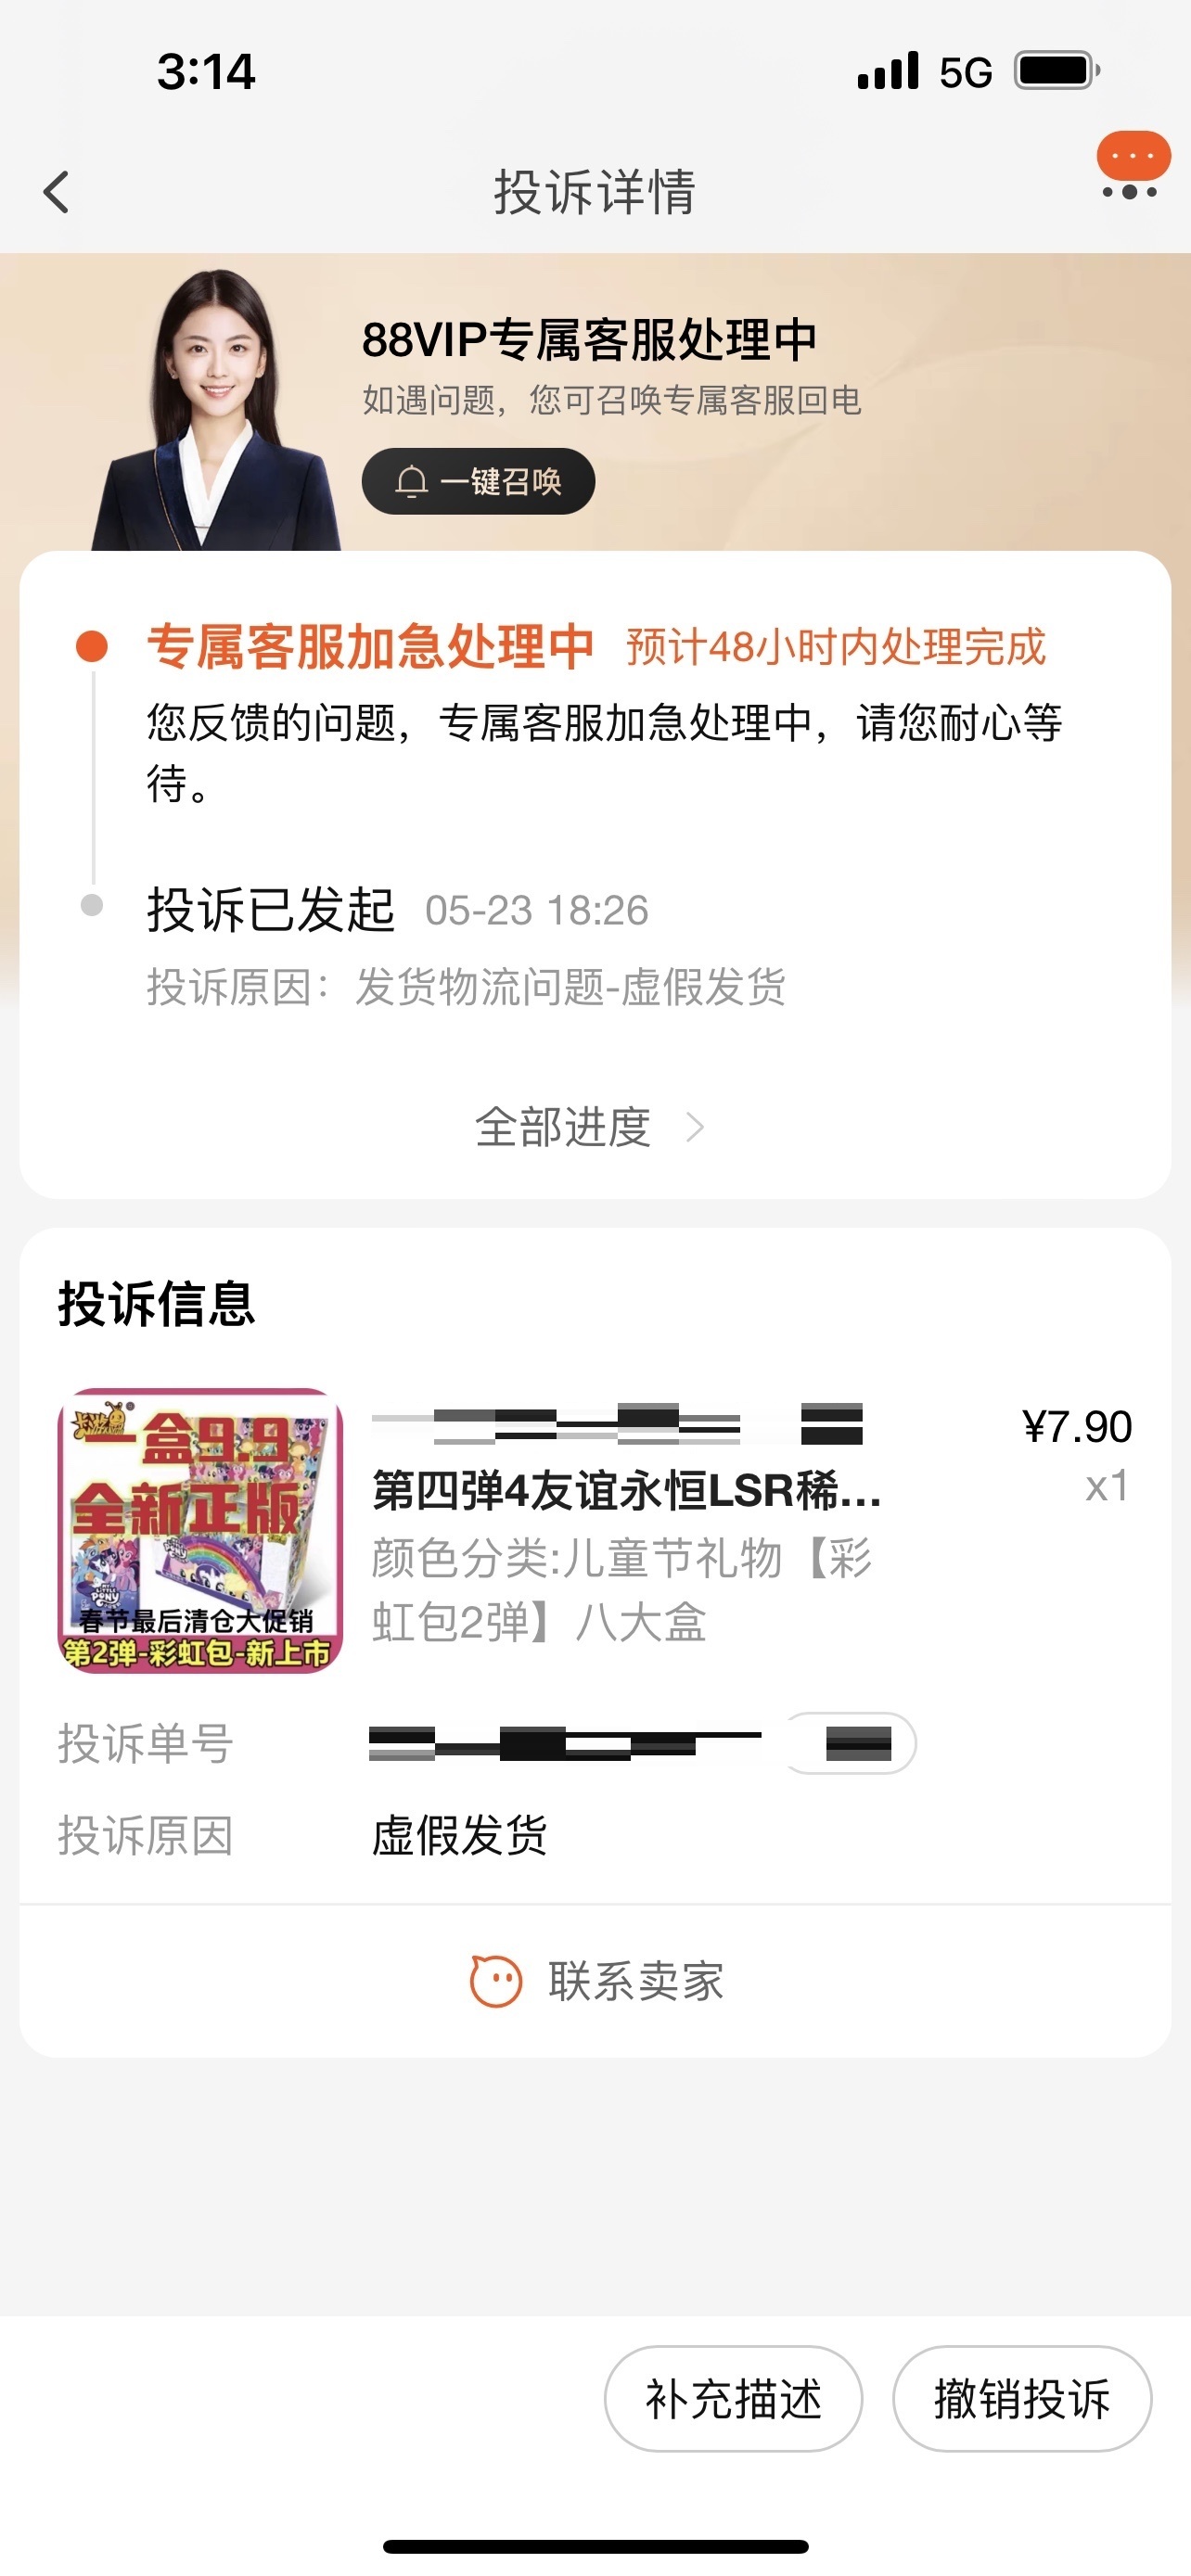 3:14
5G
投诉详情
88VIP专属客服处理中
如遇问题，您可召唤专属客服回电
一键召唤
专属客服加急处理中 预计48小时内处理完成
您反馈的问题，专属客服加急处理中，请您耐心等
待。
投诉已发起 05-23 18:26
投诉原因：发货物流问题-虚假发货
全部进度
投诉信息
一盒9.9
全新正版
春节最后清仓大促销
第2弹-彩虹包-新上市
¥7.90
第四弹4友谊永恒LSR稀...
x1
颜色分类:儿童节礼物【彩
虹包2弹】八大盒
投诉单号
投诉原因 虚假发货
联系卖家
补充描述
撤销投诉